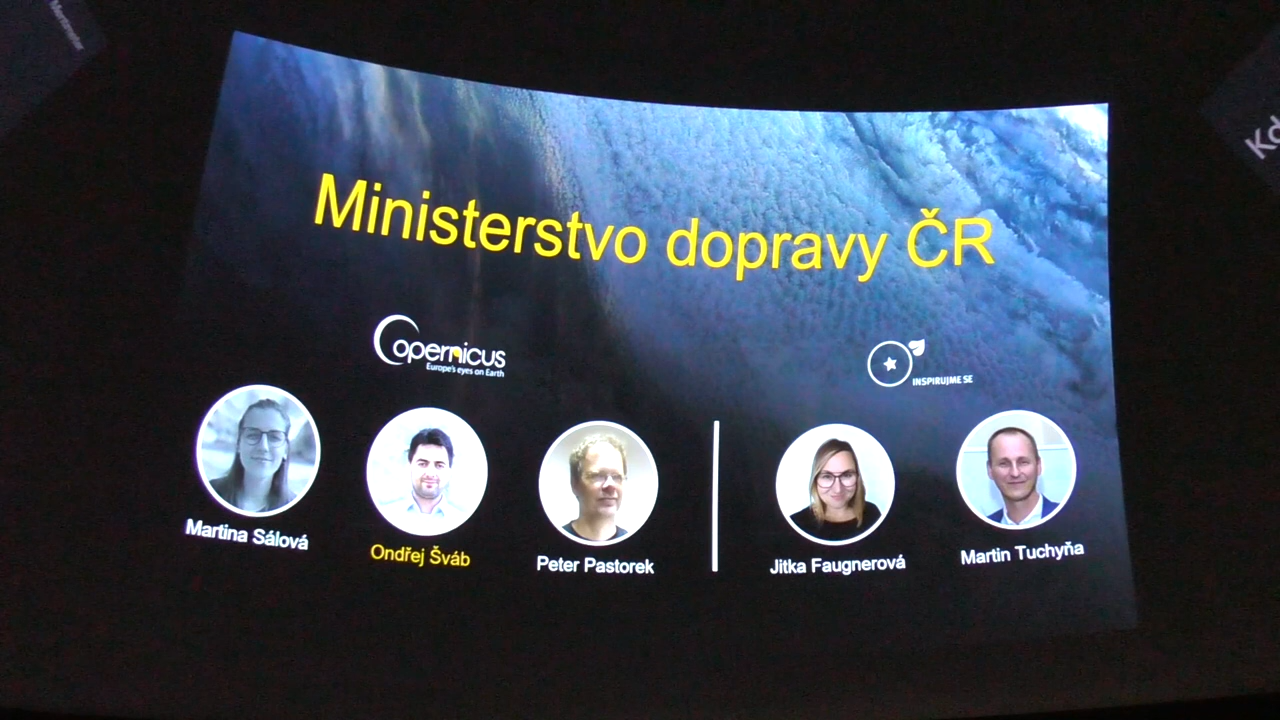 Ministerstvo dopravy ČR
Copernicus
Europe's eyes on Earth
INSPIRUJME SE
Martina Sálová
Ondřej Šváb
Peter Pastorek
Jitka Faugnerová
Martin Tuchyňa
Kd